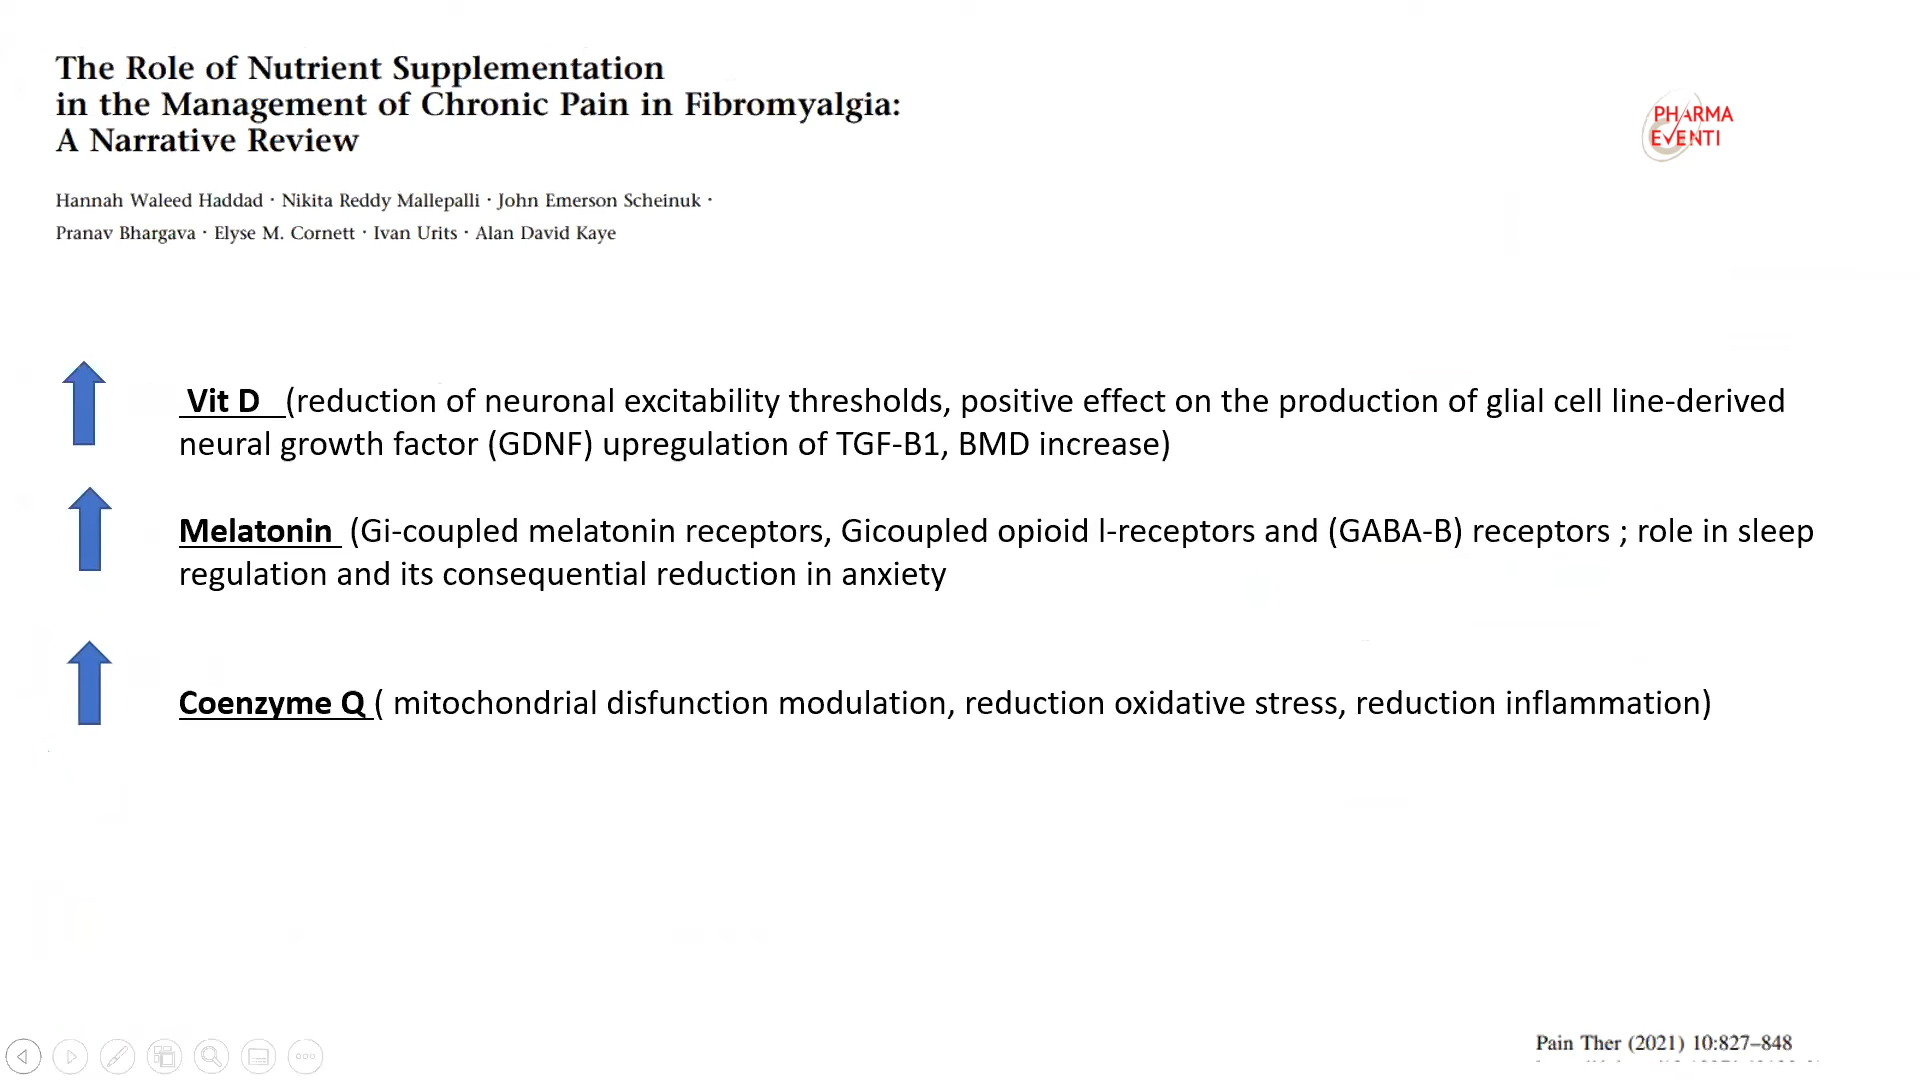 The Role of Nutrient Supplementation
in the Management of Chronic Pain in Fibromyalgia:
A Narrative Review
PHARMA
EVENTI
Hannah Waleed Haddad · Nikita Reddy Mallepalli · John Emerson Scheinuk ·
Pranav Bhargava · Elyse M. Cornett · Ivan Urits · Alan David Kaye
Vit D (reduction of neuronal excitability thresholds, positive effect on the production of glial cell line-derived
neural growth factor (GDNF) upregulation of TGF-B1, BMD increase)
Melatonin (Gi-coupled melatonin receptors, Gicoupled opioid l-receptors and (GABA-B) receptors ; role in sleep
regulation and its consequential reduction in anxiety
Coenzyme Q ( mitochondrial disfunction modulation, reduction oxidative stress, reduction inflammation)
Pain Ther (2021) 10:827–848